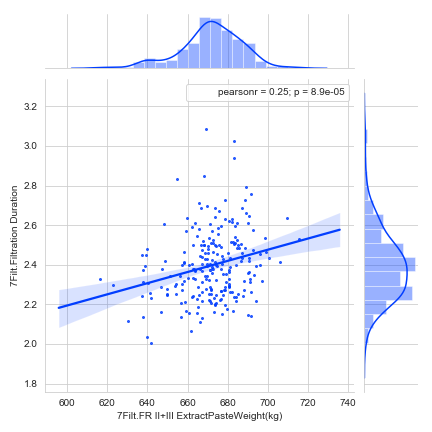 pearsonr = 0.25; p = 8.9e-05
3.2
3.0
2.8
2.6
2.4
2.2
2.0
1.8
7Filt.Filtration Duration
600 620 640 660 680 700 720 740
7Filt.FR II+III ExtractPasteWeight(kg)